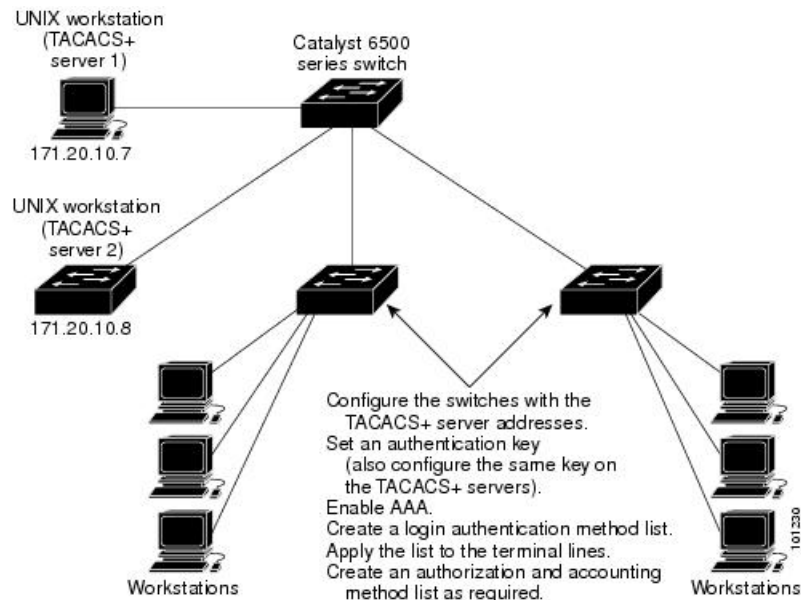 UNIX workstation
(TACACS+
server 1)
171.20.10.7
Catalyst 6500
series switch
UNIX workstation
(TACACS+
server 2)
171.20.10.8
Configure the switches with the
TACACS+ server addresses.
Set an authentication key
(also configure the same key on
the TACACS+ servers).
Enable AAA.
Create a login authentication method list.
Apply the list to the terminal lines.
Create an authorization and accounting
method list as required.
Workstations
Workstations
101230